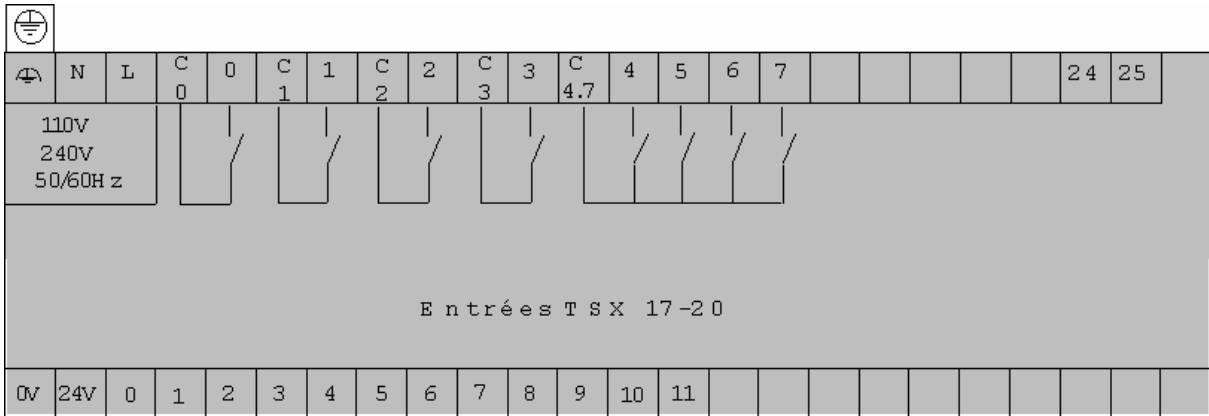 N L C 0 0 C 1 1 C 2 2 C 3 3 C 4.7 4 5 6 7 24 25
110V
240V
50/60Hz
Entrées TSX 17-20
0V 24V 0 1 2 3 4 5 6 7 8 9 10 11